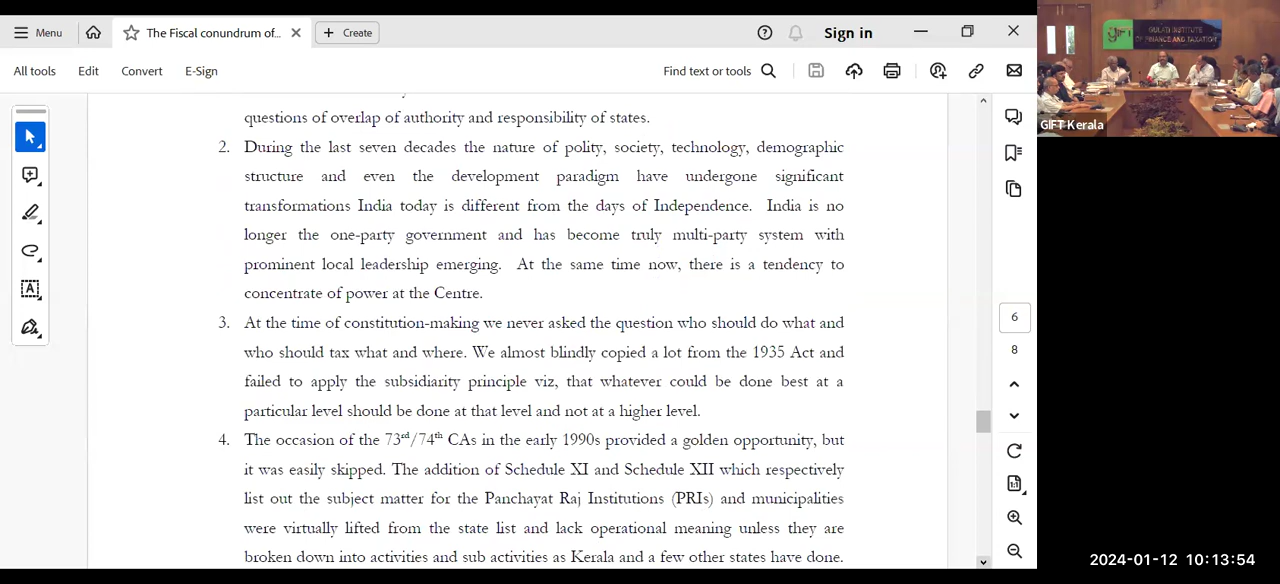 Menu
The Fiscal conundrum of...
Create
Sign in
All tools
Edit
Convert
E-Sign
Find text or tools
questions of overlap of authority and responsibility of states.
2. During the last seven decades the nature of polity, society, technology, demographic
structure and even the development paradigm have undergone significant
transformations India today is different from the days of Independence. India is no
longer the one-party government and has become truly multi-party system with
prominent local leadership emerging. At the same time now, there is a tendency to
concentrate of power at the Centre.
3. At the time of constitution-making we never asked the question who should do what and
who should tax what and where. We almost blindly copied a lot from the 1935 Act and
failed to apply the subsidiarity principle viz, that whatever could be done best at a
particular level should be done at that level and not at a higher level.
4. The occasion of the 73rd/74th CAs in the early 1990s provided a golden opportunity, but
it was easily skipped. The addition of Schedule XI and Schedule XII which respectively
list out the subject matter for the Panchayat Raj Institutions (PRIs) and municipalities
were virtually lifted from the state list and lack operational meaning unless they are
broken down into activities and sub activities as Kerala and a few other states have done.
6
8
1:1
gift
GULATI INSTITUTE
OF FINANCE AND TAXATION
GIFT Kerala
2024-01-12 10:13:54